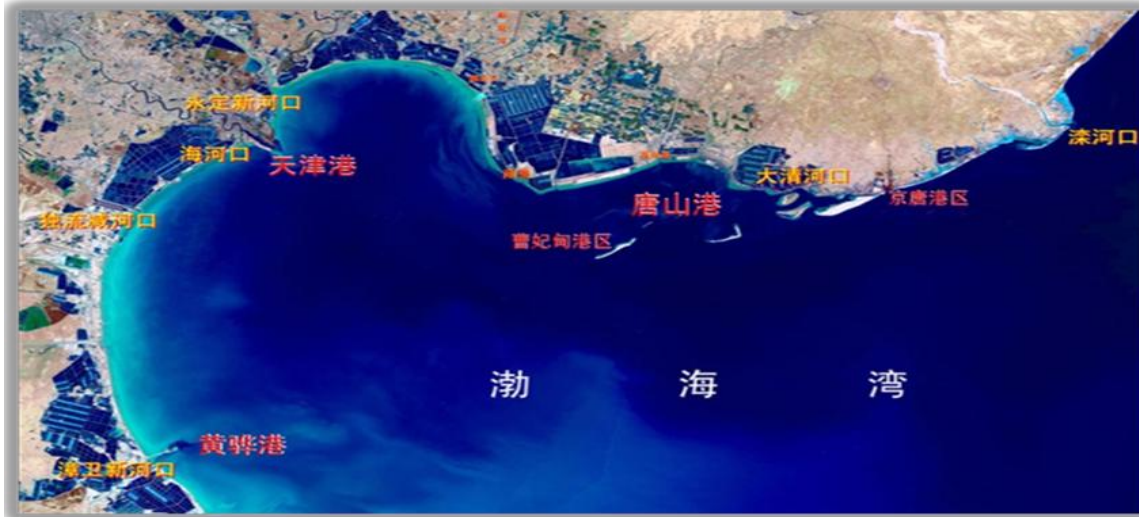 永定新河口
滦河口
海河口
天津港
大清河口
京唐港区
唐山港
独流减河口
曹妃甸港区
渤海湾
黄骅港
漳卫新河口